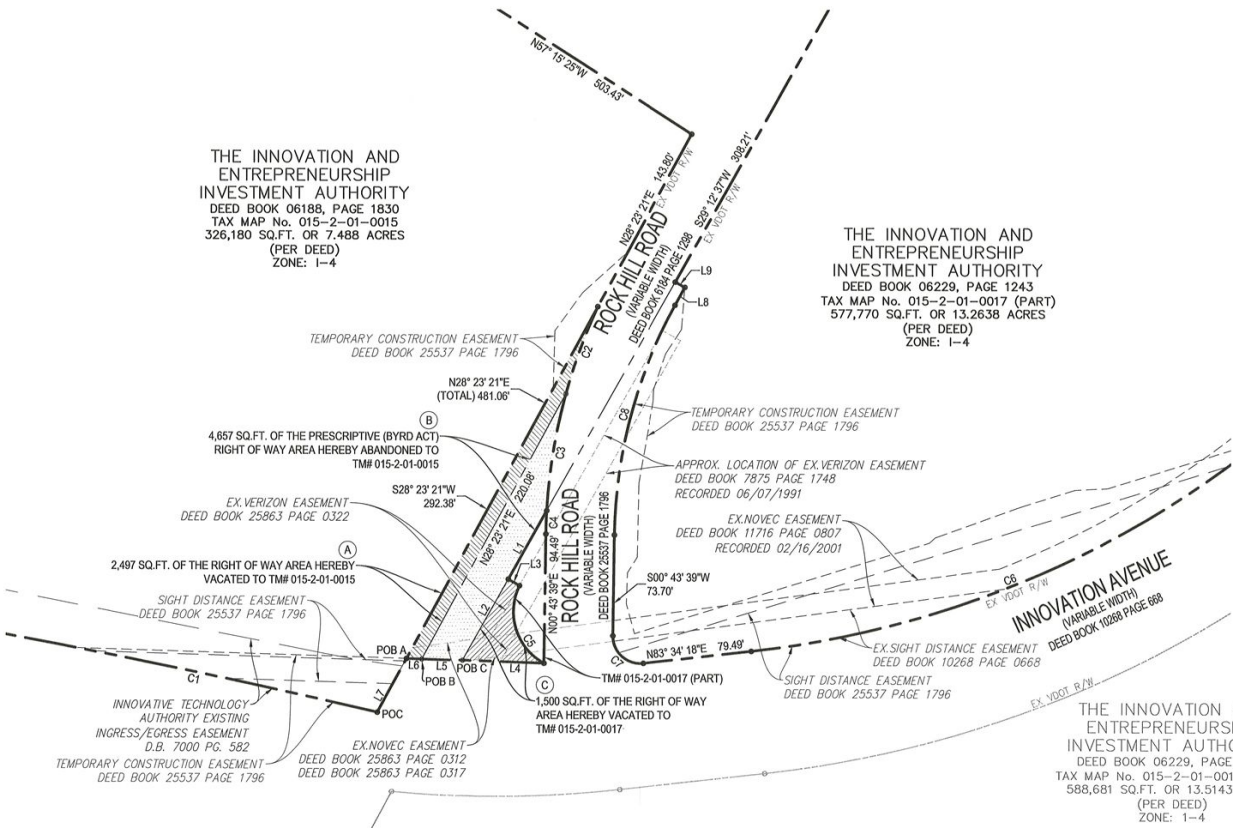 N57° 15' 25"W 503.43'
THE INNOVATION AND
ENTREPRENEURSHIP
INVESTMENT AUTHORITY
DEED BOOK 06188, PAGE 1830
TAX MAP No. 015-2-01-0015
326,180 SQ.FT. OR 7.488 ACRES
(PER DEED)
ZONE: I-4
N28° 23' 21"E 143.80'
EX VDOT R/W
S29° 12' 37"W 308.21'
EX VDOT R/W
ROCK HILL ROAD
(VARIABLE WIDTH)
DEED BOOK 6184 PAGE 1298
L9
L8
THE INNOVATION AND
ENTREPRENEURSHIP
INVESTMENT AUTHORITY
DEED BOOK 06229, PAGE 1243
TAX MAP No. 015-2-01-0017 (PART)
577,770 SQ.FT. OR 13.2638 ACRES
(PER DEED)
ZONE: I-4
TEMPORARY CONSTRUCTION EASEMENT
DEED BOOK 25537 PAGE 1796
C2
N28° 23' 21"E
(TOTAL) 481.06'
B
4,657 SQ.FT. OF THE PRESCRIPTIVE (BYRD ACT)
RIGHT OF WAY AREA HEREBY ABANDONED TO
TM# 015-2-01-0015
C8
C3
TEMPORARY CONSTRUCTION EASEMENT
DEED BOOK 25537 PAGE 1796
APPROX. LOCATION OF EX.VERIZON EASEMENT
DEED BOOK 7875 PAGE 1748
RECORDED 06/07/1991
S28° 23' 21"W
292.38'
N28° 23' 21"E 220.08'
EX.VERIZON EASEMENT
DEED BOOK 25863 PAGE 0322
EX.NOVEC EASEMENT
DEED BOOK 11716 PAGE 0807
RECORDED 02/16/2001
C4
L1
L3
L2
N00° 43' 39"E 94.49'
ROCK HILL ROAD
(VARIABLE WIDTH)
DEED BOOK 25537 PAGE 1796
A
2,497 SQ.FT. OF THE RIGHT OF WAY AREA HEREBY
VACATED TO TM# 015-2-01-0015
S00° 43' 39"W
73.70'
C6
EX VDOT R/W
INNOVATION AVENUE
(VARIABLE WIDTH)
DEED BOOK 10268 PAGE 668
SIGHT DISTANCE EASEMENT
DEED BOOK 25537 PAGE 1796
POB A
L6
L5
POB B
POB C
L4
C5
C7
N83° 34' 18"E 79.49'
EX.SIGHT DISTANCE EASEMENT
DEED BOOK 10268 PAGE 0668
SIGHT DISTANCE EASEMENT
DEED BOOK 25537 PAGE 1796
TM# 015-2-01-0017 (PART)
C1
L7
POC
C
1,500 SQ.FT. OF THE RIGHT OF WAY
AREA HEREBY VACATED TO
TM# 015-2-01-0017
INNOVATIVE TECHNOLOGY
AUTHORITY EXISTING
INGRESS/EGRESS EASEMENT
D.B. 7000 PG. 582
TEMPORARY CONSTRUCTION EASEMENT
DEED BOOK 25537 PAGE 1796
EX.NOVEC EASEMENT
DEED BOOK 25863 PAGE 0312
DEED BOOK 25863 PAGE 0317
EX VDOT R/W
THE INNOVATION
ENTREPRENEURS
INVESTMENT AUTHO
DEED BOOK 06229, PAGE
TAX MAP No. 015-2-01-001
588,681 SQ.FT. OR 13.5143
(PER DEED)
ZONE: 1-4